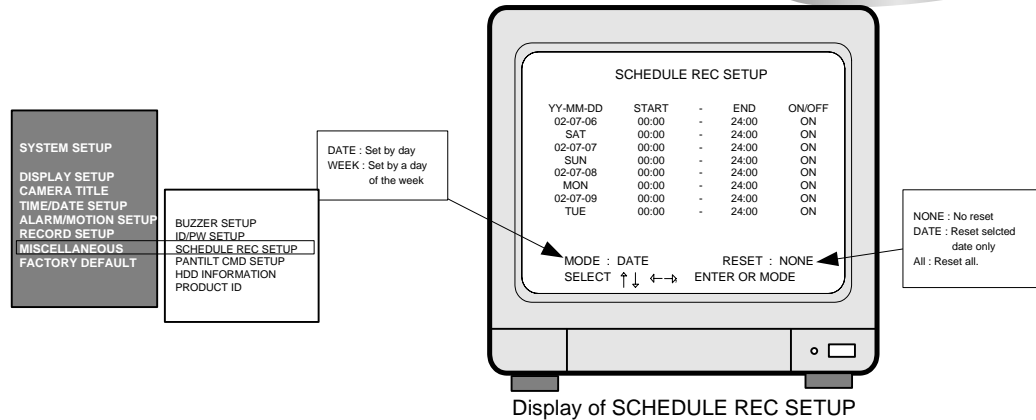 SYSTEM SETUP
DISPLAY SETUP
CAMERA TITLE
TIME/DATE SETUP
ALARM/MOTION SETUP
RECORD SETUP
MISCELLANEOUS
FACTORY DEFAULT
BUZZER SETUP
ID/PW SETUP
SCHEDULE REC SETUP
PANTILT CMD SETUP
HDD INFORMATION
PRODUCT ID
DATE : Set by day
WEEK : Set by a day
of the week
SCHEDULE REC SETUP
YY-MM-DD START - END ON/OFF
02-07-06 00:00 - 24:00 ON
SAT 00:00 - 24:00 ON
02-07-07 00:00 - 24:00 ON
SUN 00:00 - 24:00 ON
02-07-08 00:00 - 24:00 ON
MON 00:00 - 24:00 ON
02-07-09 00:00 - 24:00 ON
TUE 00:00 - 24:00 ON
MODE : DATE RESET : NONE
SELECT ↑↓ ←→ ENTER OR MODE
NONE : No reset
DATE : Reset selcted
date only
All : Reset all.
Display of SCHEDULE REC SETUP